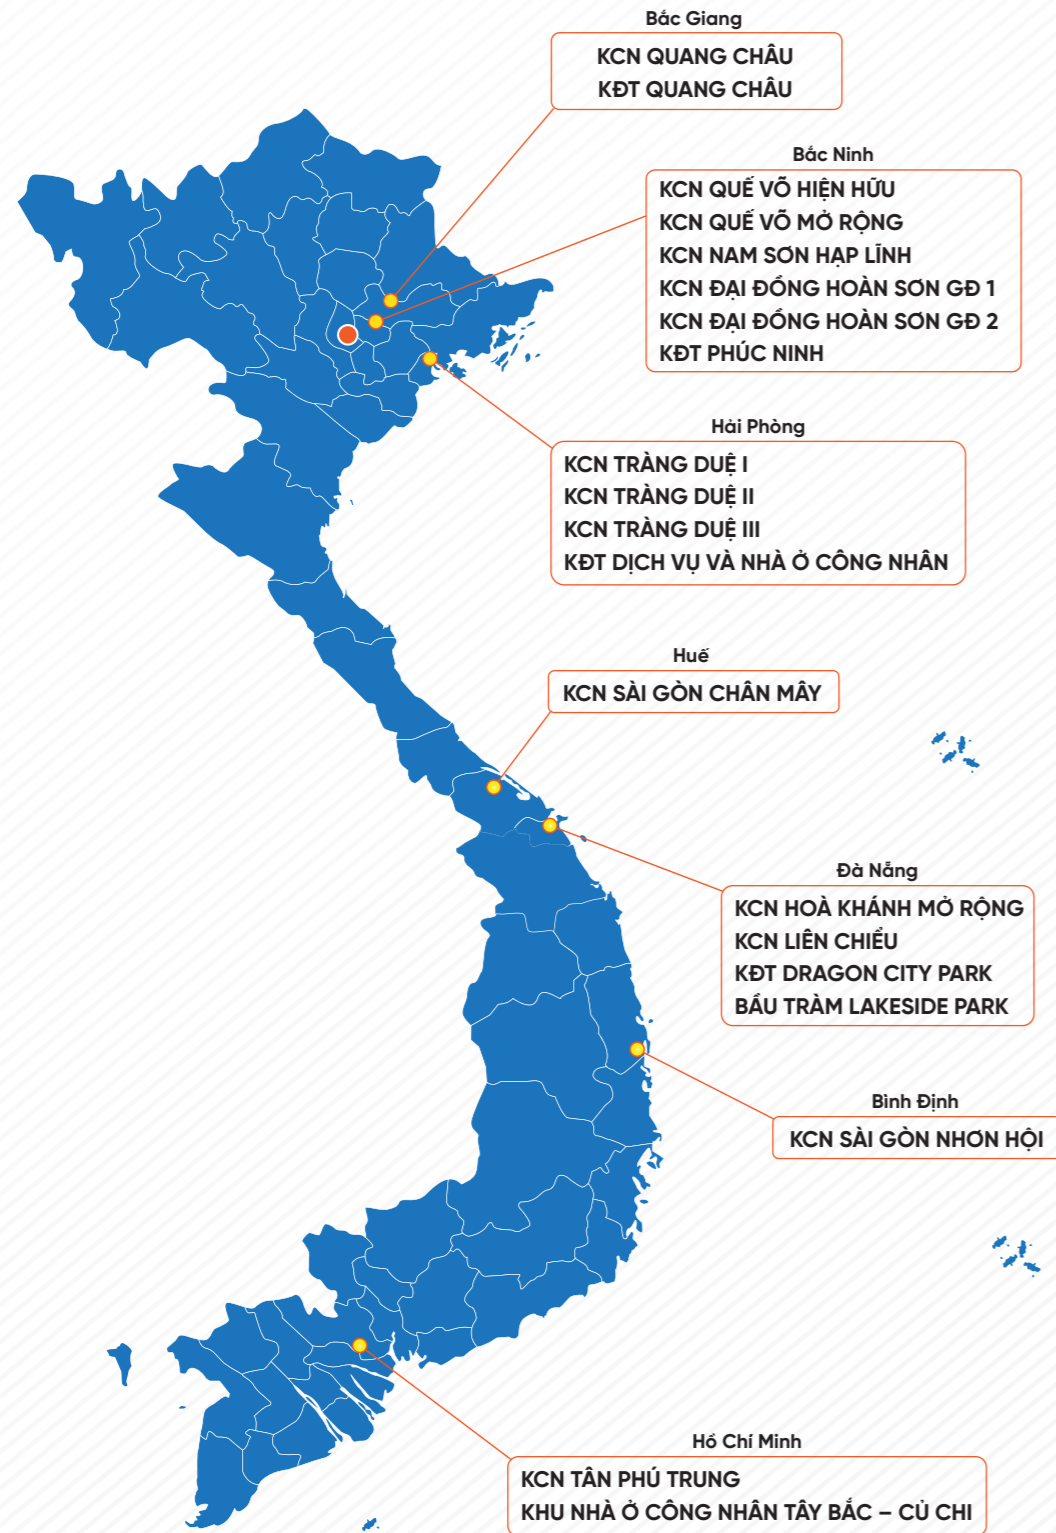 Bắc Giang
KCN QUANG CHÂU
KĐT QUANG CHÂU
Bắc Ninh
KCN QUẾ VÕ HIỆN HỮU
KCN QUẾ VÕ MỞ RỘNG
KCN NAM SƠN HẠP LĨNH
KCN ĐẠI ĐỒNG HOÀN SƠN GĐ 1
KCN ĐẠI ĐỒNG HOÀN SƠN GĐ 2
KĐT PHÚC NINH
Hải Phòng
KCN TRÀNG DUỆ I
KCN TRÀNG DUỆ II
KCN TRÀNG DUỆ III
KĐT DỊCH VỤ VÀ NHÀ Ở CÔNG NHÂN
Huế
KCN SÀI GÒN CHÂN MÂY
Đà Nẵng
KCN HOÀ KHÁNH MỞ RỘNG
KCN LIÊN CHIỂU
KĐT DRAGON CITY PARK
BẦU TRÀM LAKESIDE PARK
Bình Định
KCN SÀI GÒN NHƠN HỘI
Hồ Chí Minh
KCN TÂN PHÚ TRUNG
KHU NHÀ Ở CÔNG NHÂN TÂY BẮC – CỦ CHI